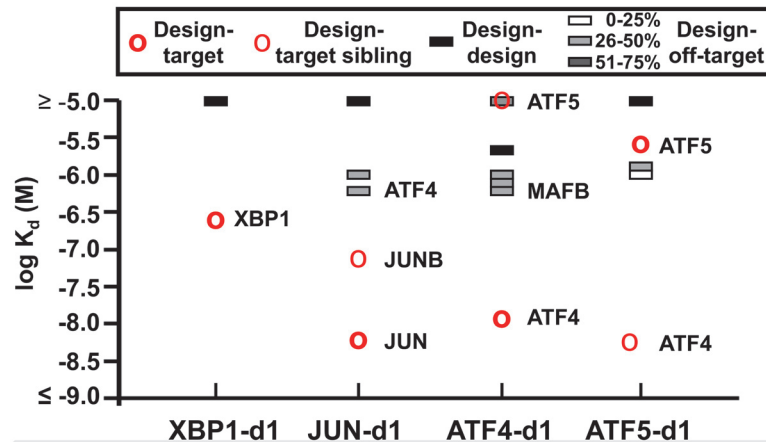 Design-
target
Design-
target sibling
Design-
design
0-25%
26-50%
51-75%
Design-
off-target
≥ -5.0
-5.5
-6.0
-6.5
-7.0
-7.5
-8.0
-8.5
≤ -9.0
log Kd (M)
XBP1
ATF4
JUNB
JUN
ATF5
MAFB
ATF4
ATF5
ATF4
XBP1-d1 JUN-d1 ATF4-d1 ATF5-d1